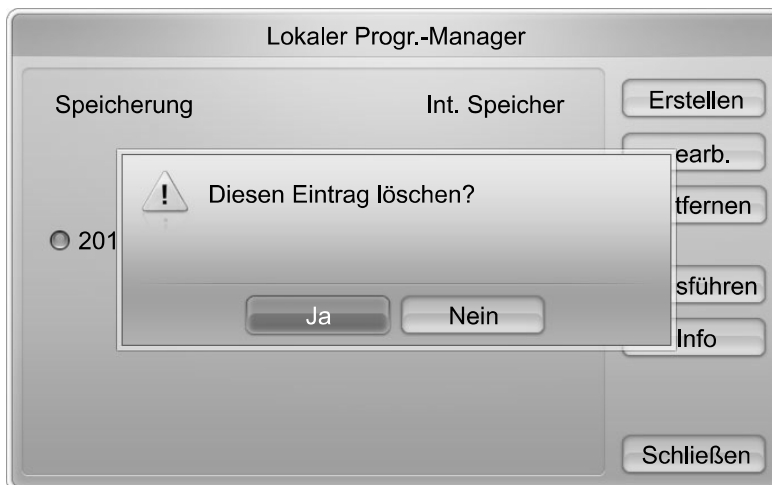 Lokaler Progr.-Manager
Speicherung Int. Speicher
Erstellen
earb.
Diesen Eintrag löschen?
tfernen
201
sführen
Ja Nein
Info
Schließen